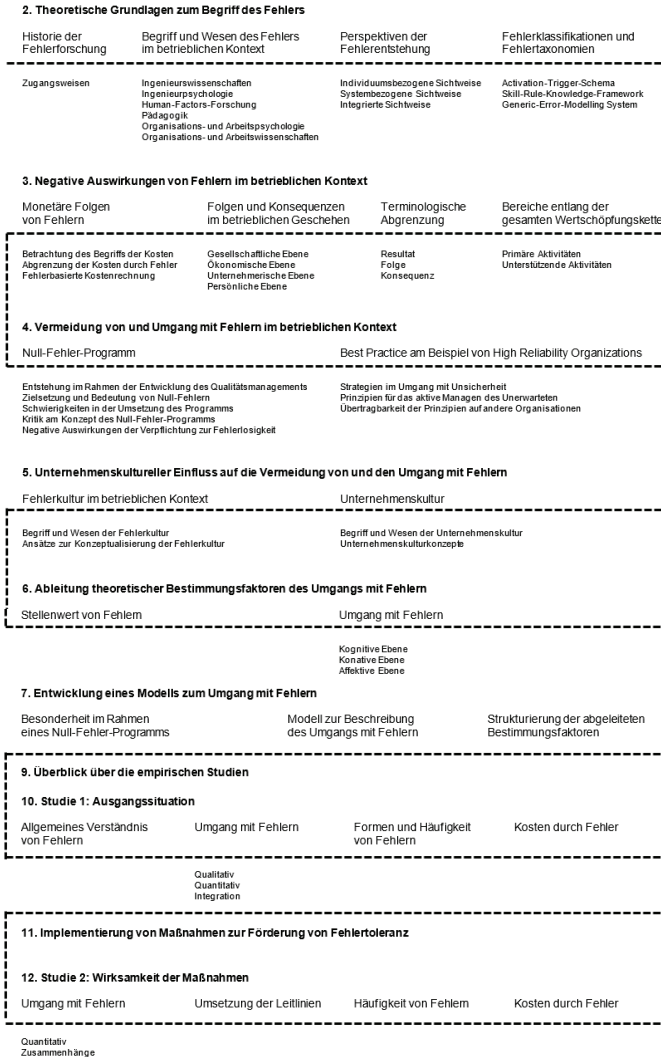 2. Theoretische Grundlagen zum Begriff des Fehlers
Historie der Fehlerforschung
Begriff und Wesen des Fehlers im betrieblichen Kontext
Perspektiven der Fehlerentstehung
Fehlerklassifikationen und Fehlertaxonomien
Zugangsweisen
Ingenieurswissenschaften
Ingenieurpsychologie
Human-Factors-Forschung
Pädagogik
Organisations- und Arbeitspsychologie
Organisations- und Arbeitswissenschaften
Individuumsbezogene Sichtweise
Systembezogene Sichtweise
Integrierte Sichtweise
Activation-Trigger-Schema
Skill-Rule-Knowledge-Framework
Generic-Error-Modelling System
3. Negative Auswirkungen von Fehlern im betrieblichen Kontext
Monetäre Folgen
von Fehlern
Folgen und Konsequenzen
im betrieblichen Geschehen
Terminologische
Abgrenzung
Bereiche entlang der
gesamten Wertschöpfungskette
Betrachtung des Begriffs der Kosten
Abgrenzung der Kosten durch Fehler
Fehlerbasierte Kostenrechnung
Gesellschaftliche Ebene
Ökonomische Ebene
Unternehmerische Ebene
Persönliche Ebene
Resultat
Folge
Konsequenz
Primäre Aktivitäten
Unterstützende Aktivitäten
4. Vermeidung von und Umgang mit Fehlern im betrieblichen Kontext
Null-Fehler-Programm
Best Practice am Beispiel von High Reliability Organizations
Entstehung im Rahmen der Entwicklung des Qualitätsmanagements
Zielsetzung und Bedeutung von Null-Fehlern
Schwierigkeiten in der Umsetzung des Programms
Kritik am Konzept des Null-Fehler-Programms
Negative Auswirkungen der Verpflichtung zur Fehlerlosigkeit
Strategien im Umgang mit Unsicherheit
Prinzipien für das aktive Managen des Unerwarteten
Übertragbarkeit der Prinzipien auf andere Organisationen
5. Unternehmenskultureller Einfluss auf die Vermeidung von und den Umgang mit Fehlern
Fehlerkultur im betrieblichen Kontext
Unternehmenskultur
Begriff und Wesen der Fehlerkultur
Ansätze zur Konzeptualisierung der Fehlerkultur
Begriff und Wesen der Unternehmenskultur
Unternehmenskulturkonzepte
6. Ableitung theoretischer Bestimmungsfaktoren des Umgangs mit Fehlern
Stellenwert von Fehlern
Umgang mit Fehlern
Kognitive Ebene
Konative Ebene
Affektive Ebene
7. Entwicklung eines Modells zum Umgang mit Fehlern
Besonderheit im Rahmen
eines Null-Fehler-Programms
Modell zur Beschreibung
des Umgangs mit Fehlern
Strukturierung der abgeleiteten
Bestimmungsfaktoren
9. Überblick über die empirischen Studien
10. Studie 1: Ausgangssituation
Allgemeines Verständnis
von Fehlern
Umgang mit Fehlern
Formen und Häufigkeit
von Fehlern
Kosten durch Fehler
Qualitativ
Quantitativ
Integration
11. Implementierung von Maßnahmen zur Förderung von Fehlertoleranz
12. Studie 2: Wirksamkeit der Maßnahmen
Umgang mit Fehlern
Umsetzung der Leitlinien
Häufigkeit von Fehlern
Kosten durch Fehler
Quantitativ
Zusammenhänge